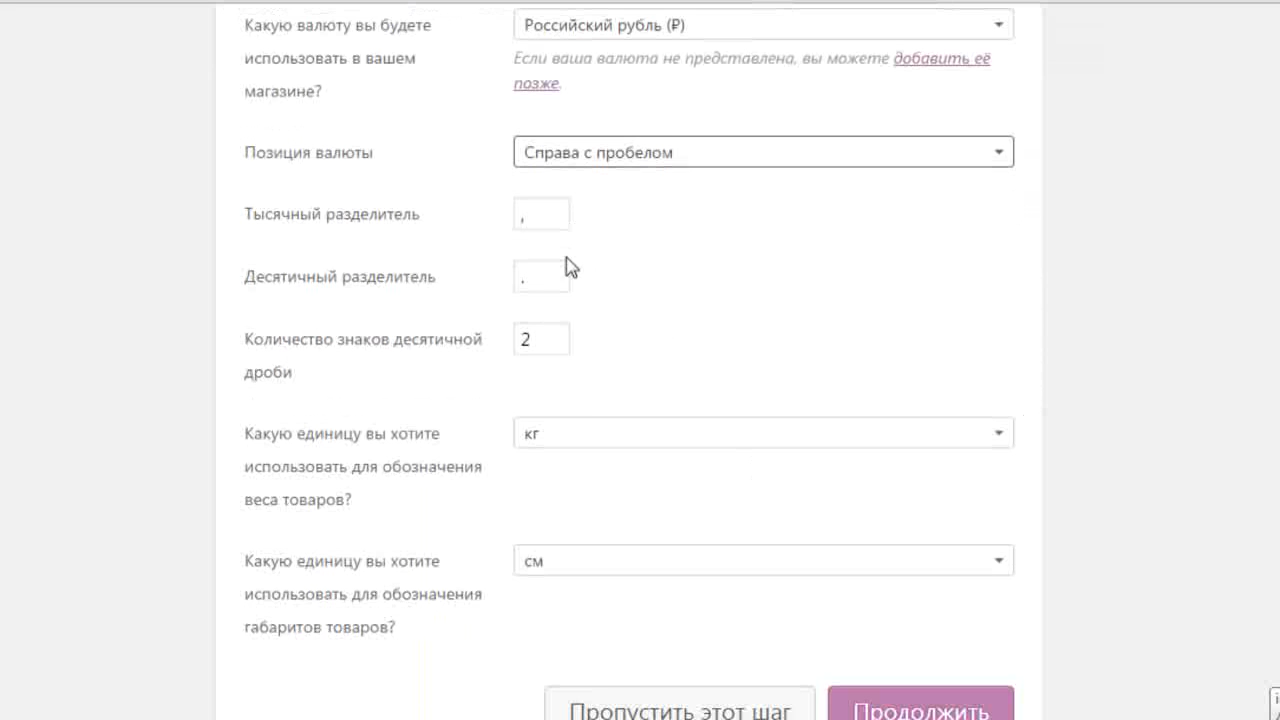 Какую валюту вы будете
использовать в вашем
магазине?
Российский рубль (₽)
Если ваша валюта не представлена, вы можете добавить её
позже.
Позиция валюты
Справа с пробелом
Тысячный разделитель
,
Десятичный разделитель
.
Количество знаков десятичной
дроби
2
Какую единицу вы хотите
использовать для обозначения
веса товаров?
кг
Какую единицу вы хотите
использовать для обозначения
габаритов товаров?
см
Пропустить этот шаг
Продолжить